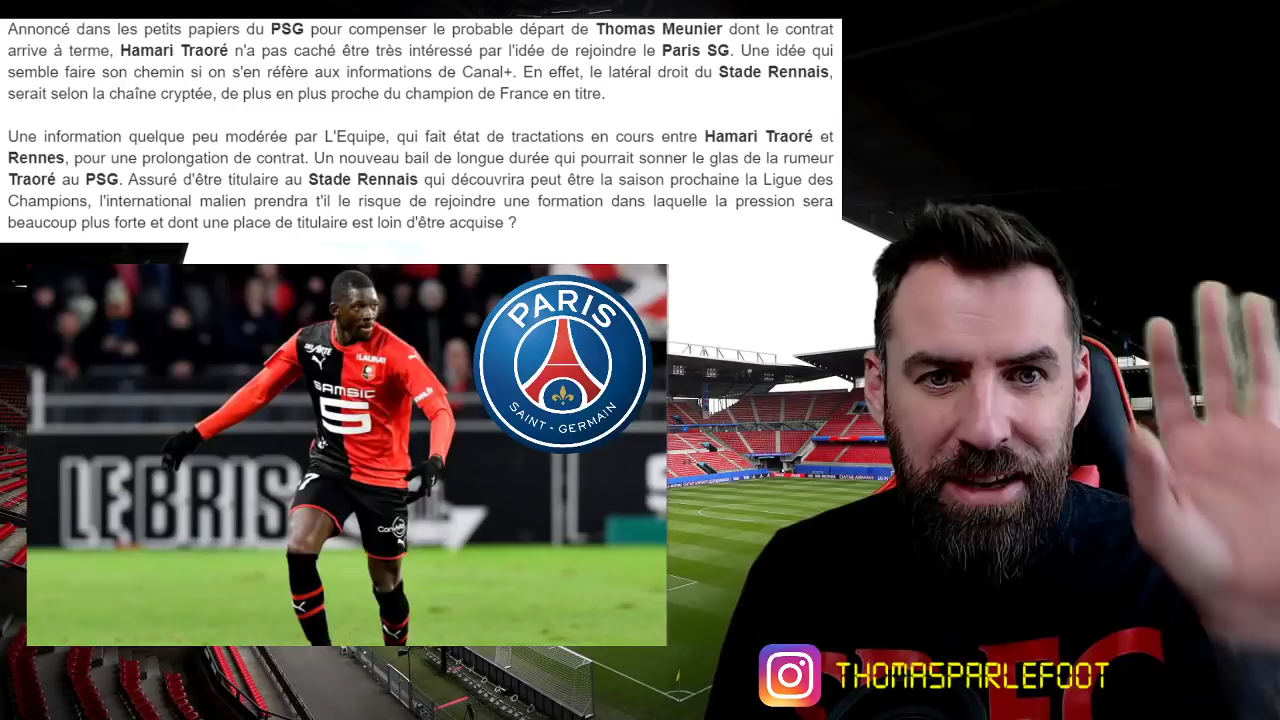 Annoncé dans les petits papiers du PSG pour compenser le probable départ de Thomas Meunier dont le contrat
arrive à terme, Hamari Traoré n'a pas caché être très intéressé par l'idée de rejoindre le Paris SG. Une idée qui
semble faire son chemin si on s'en réfère aux informations de Canal+. En effet, le latéral droit du Stade Rennais,
serait selon la chaîne cryptée, de plus en plus proche du champion de France en titre.
Une information quelque peu modérée par L'Equipe, qui fait état de tractations en cours entre Hamari Traoré et
Rennes, pour une prolongation de contrat. Un nouveau bail de longue durée qui pourrait sonner le glas de la rumeur
Traoré au PSG. Assuré d'être titulaire au Stade Rennais qui découvrira peut être la saison prochaine la Ligue des
Champions, l'international malien prendra t'il le risque de rejoindre une formation dans laquelle la pression sera
beaucoup plus forte et dont une place de titulaire est loin d'être acquise ?
PARIS
SAINT-GERMAIN
SAMSIC
S
LE BRIS
THOMASPARLEFOOT